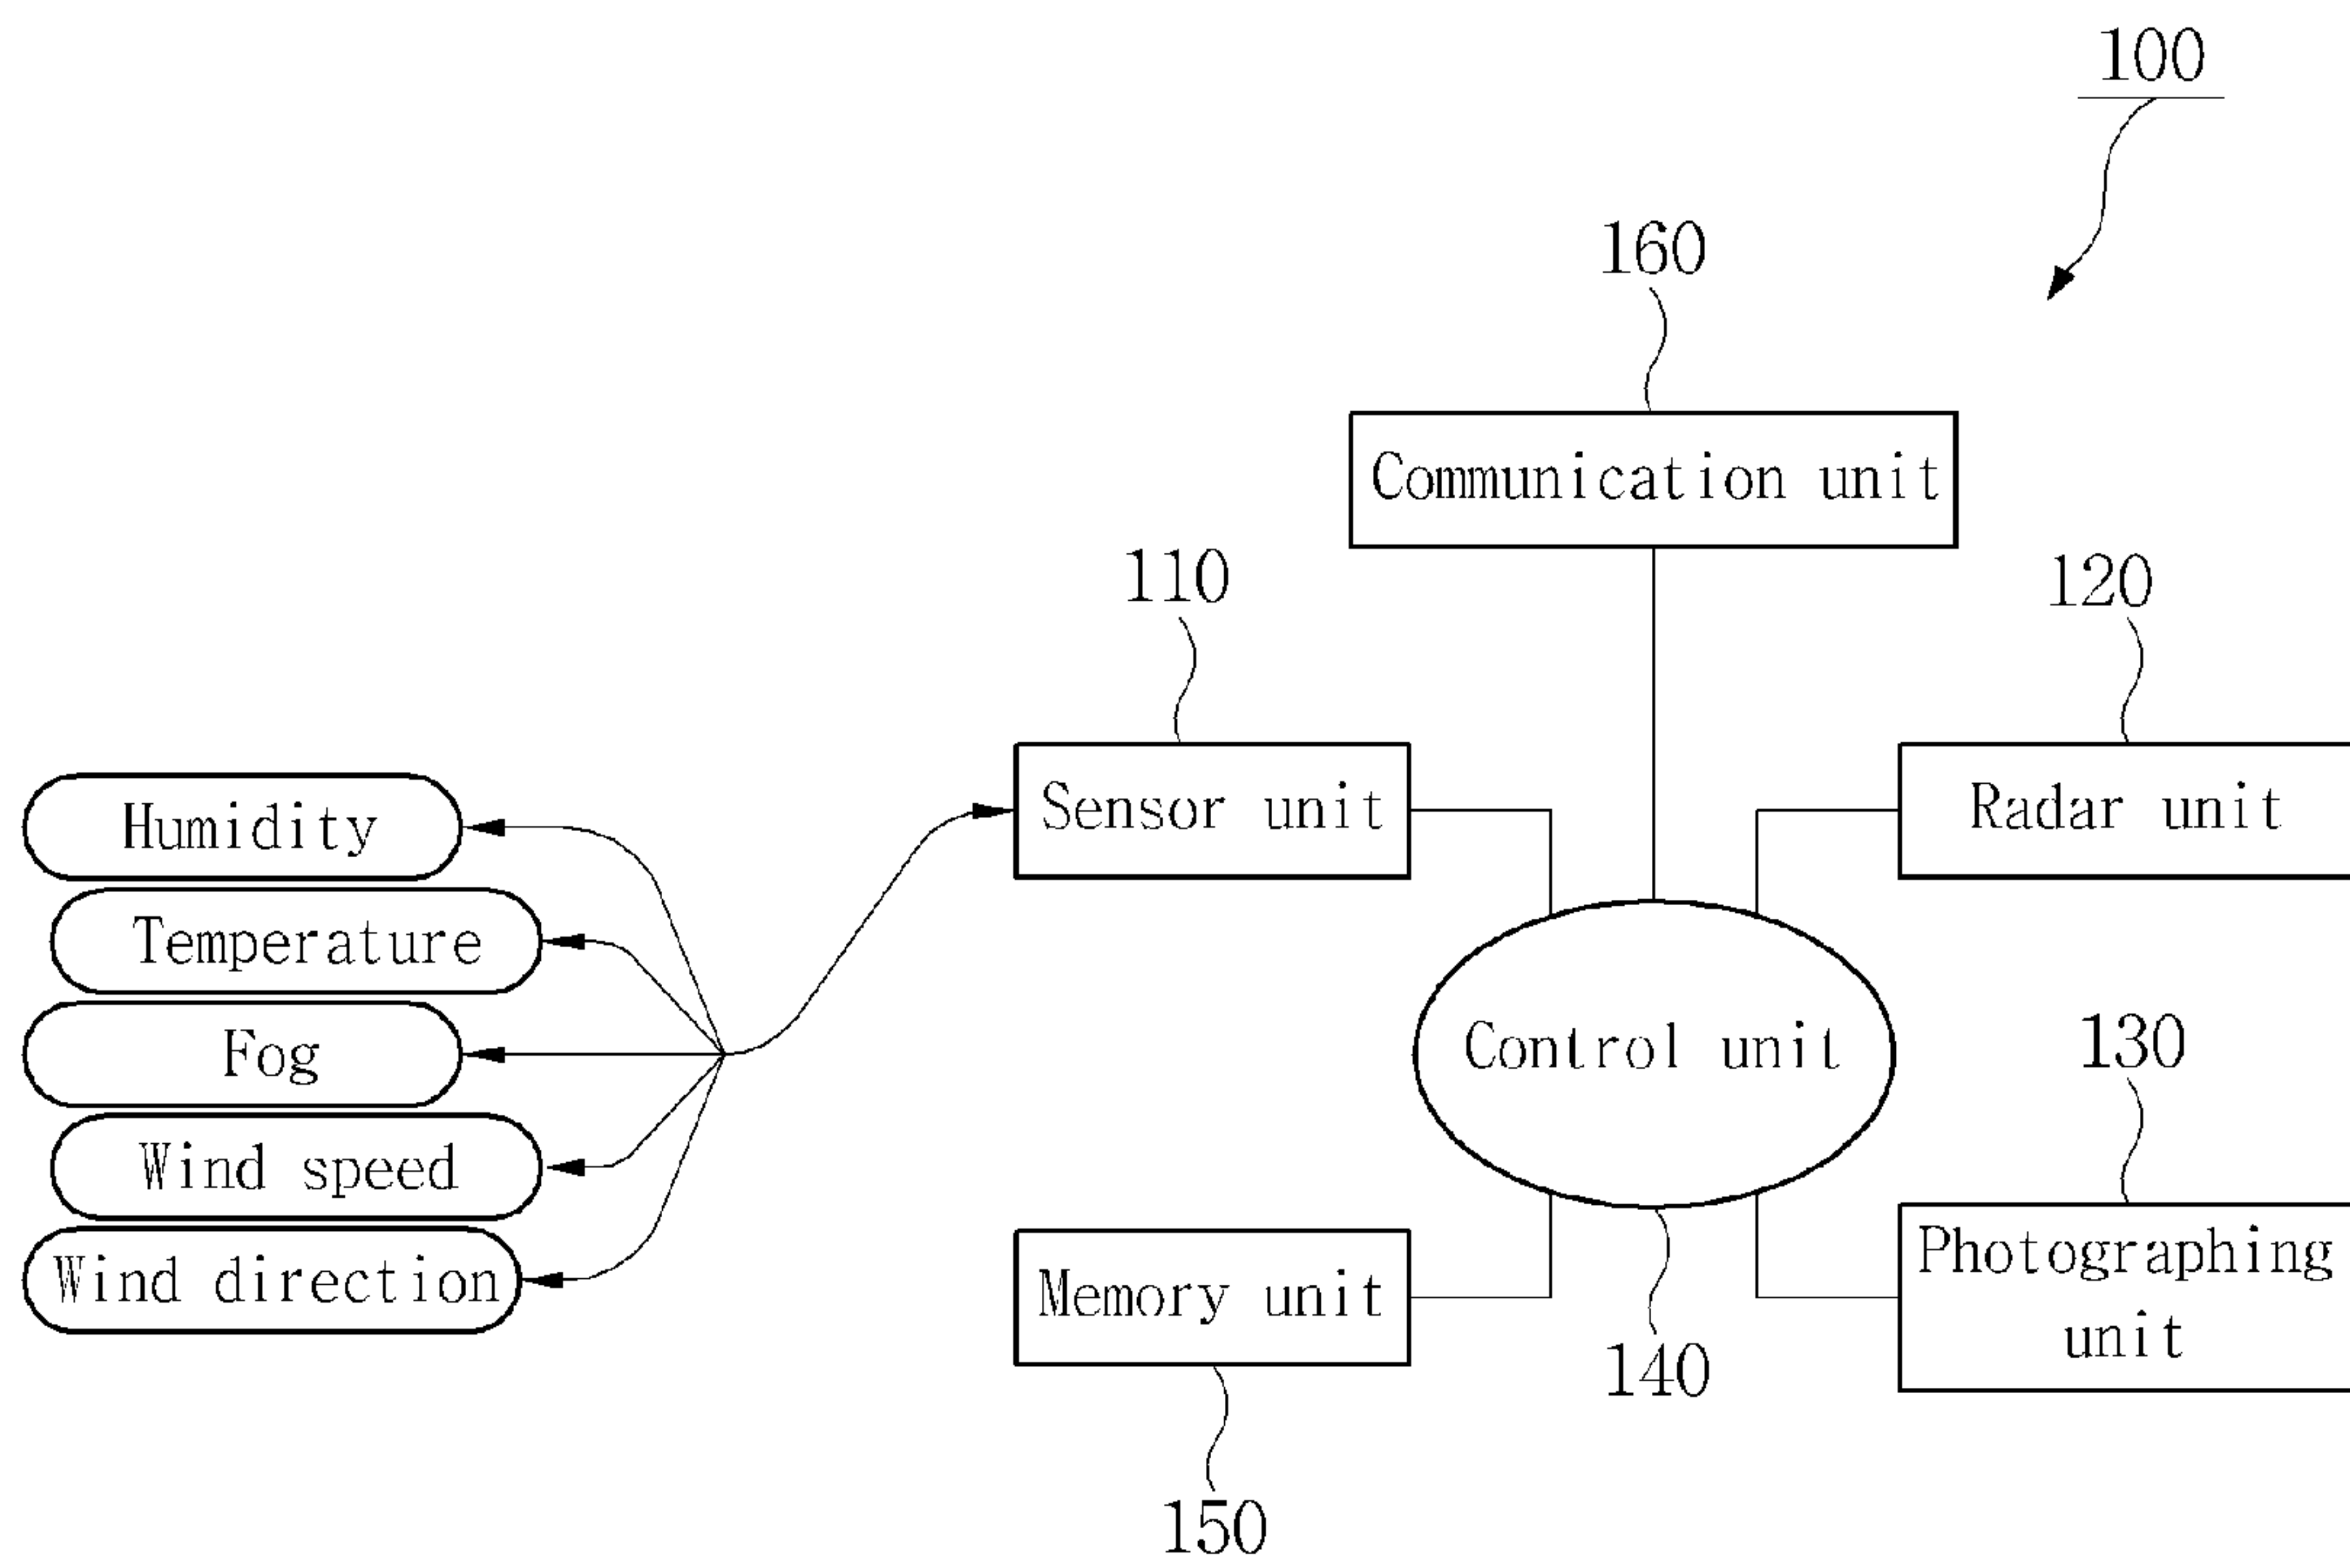 100
160
Communication unit
110
120
Sensor unit
Radar unit
Humidity
Temperature
Fog
Wind speed
Wind direction
Control unit
130
Memory unit
Photographing
unit
140
150